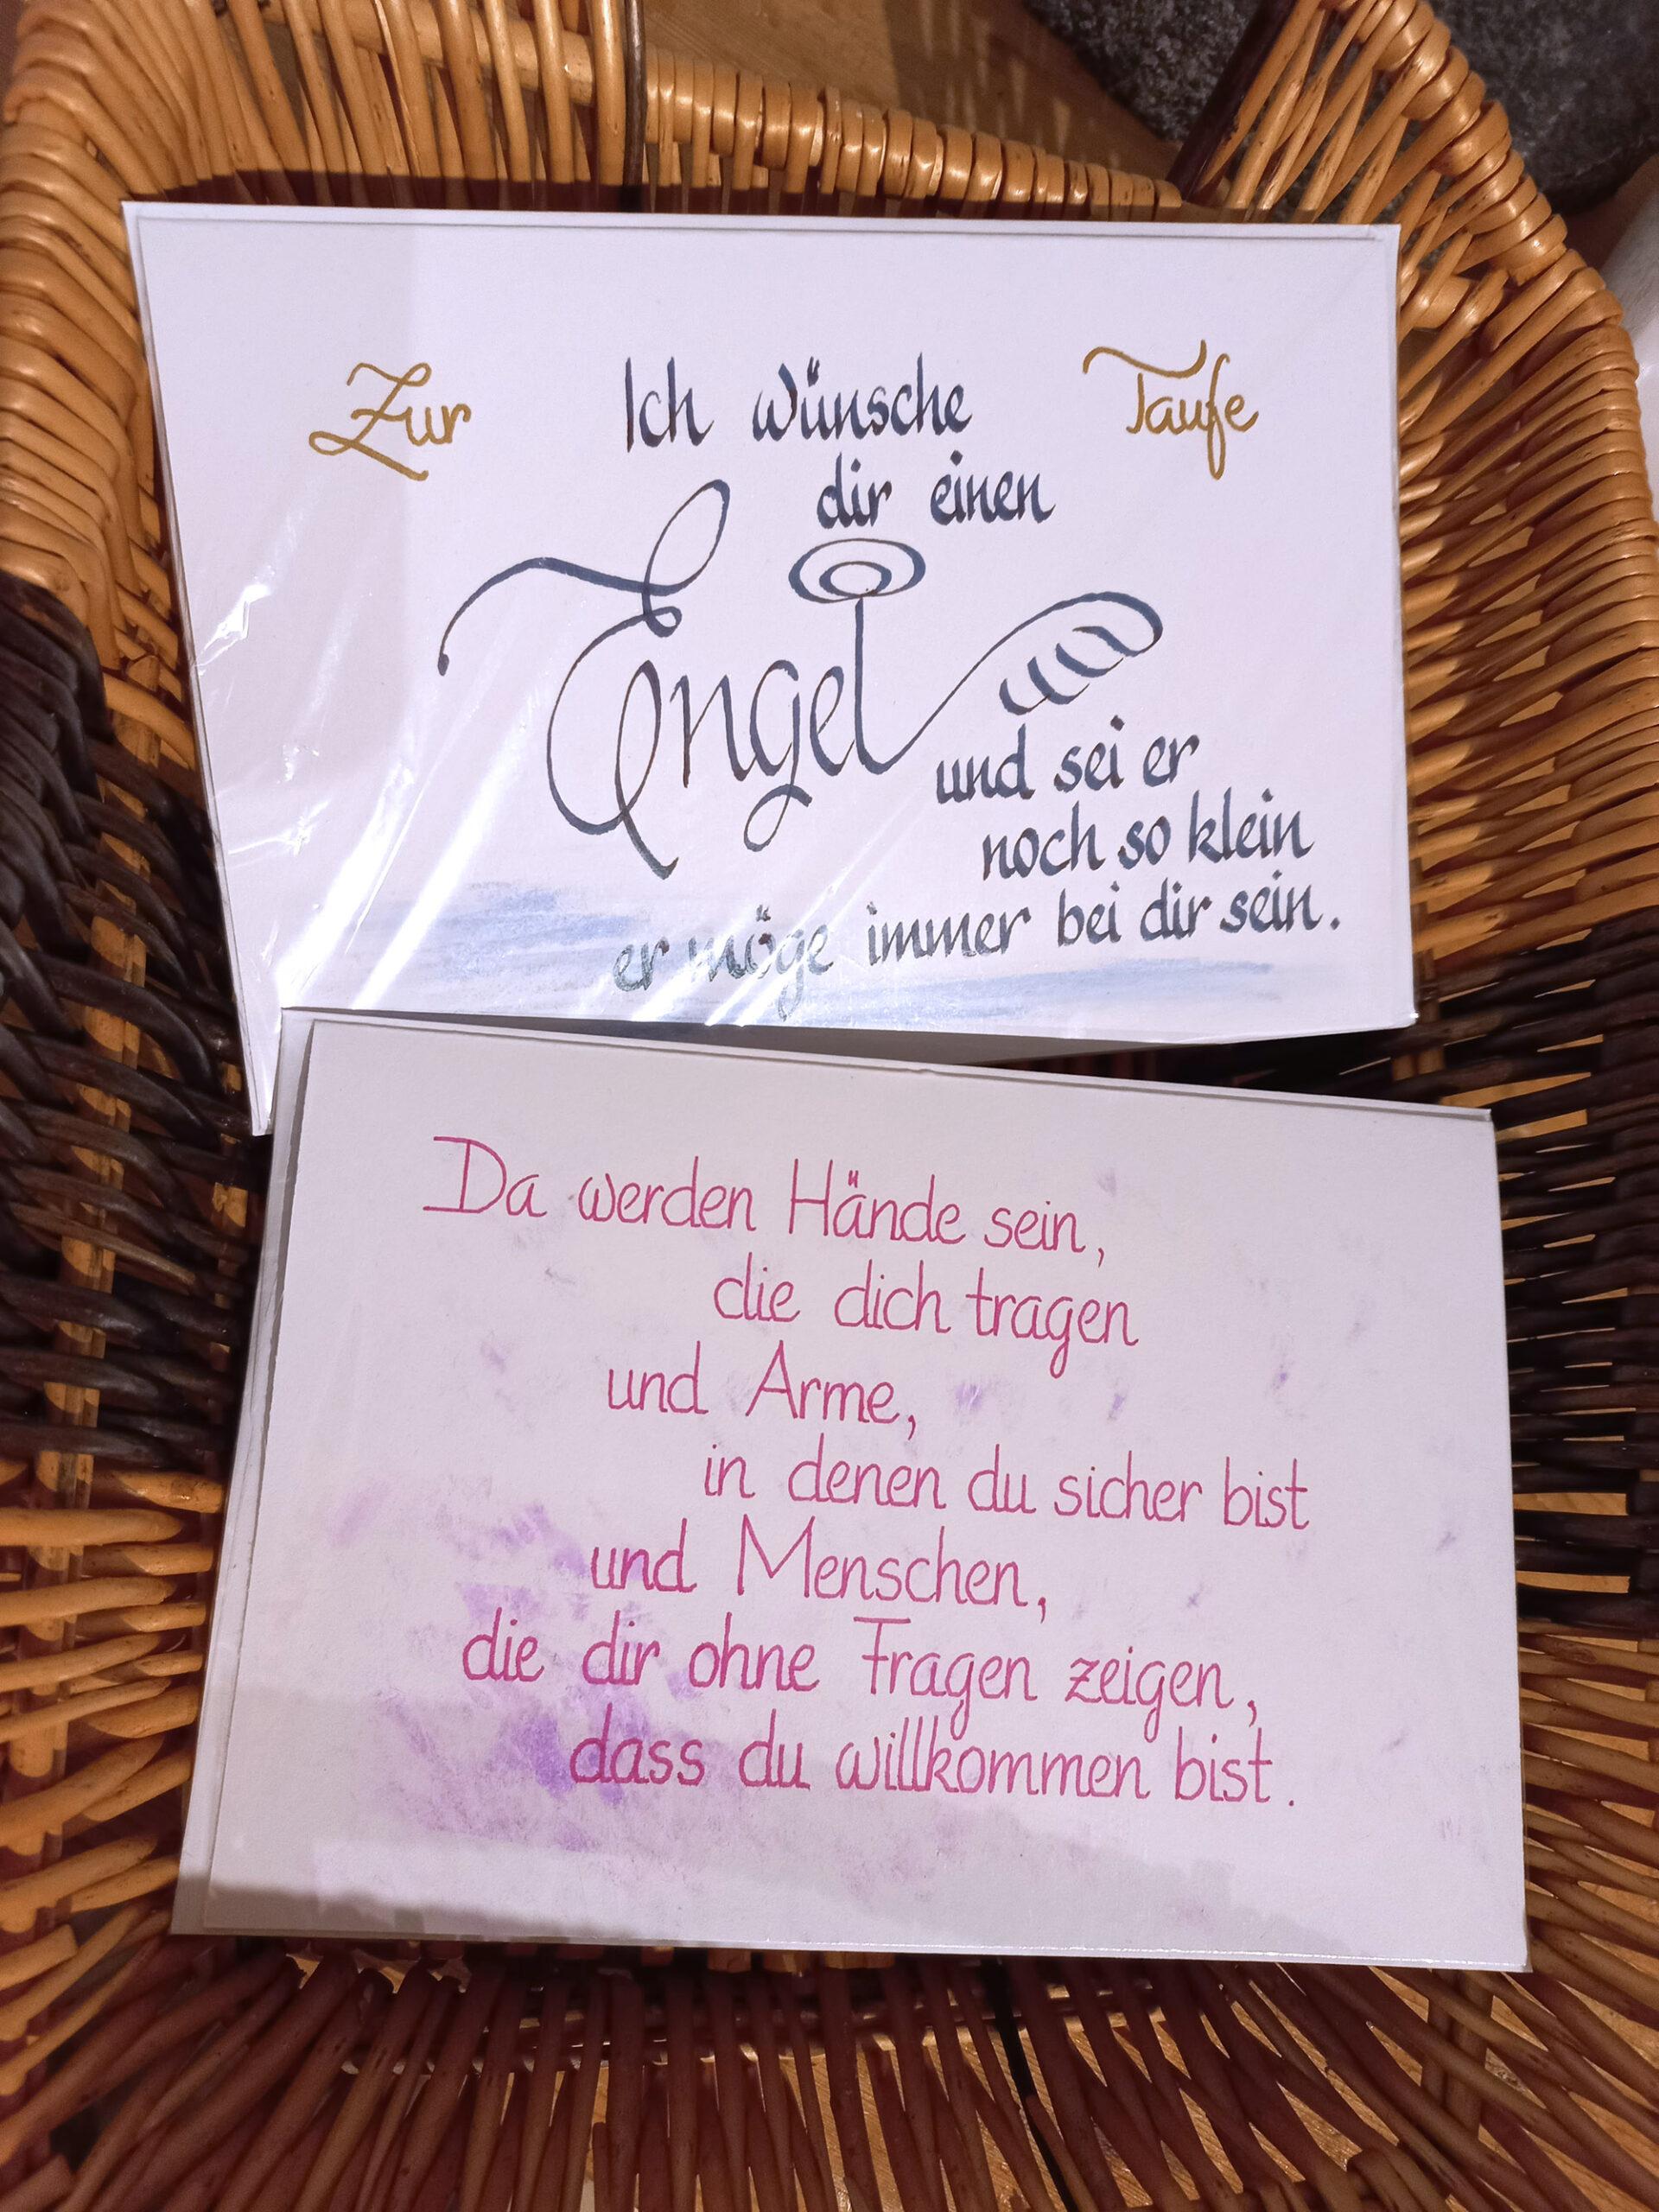 Zur
Taufe
Ich wünsche
dir einen
Engel
und sei er
noch so klein
er möge immer bei dir sein.
Da werden Hände sein,
die dich tragen
und Arme,
in denen du sicher bist
und Menschen,
die dir ohne Fragen zeigen,
dass du willkommen bist.